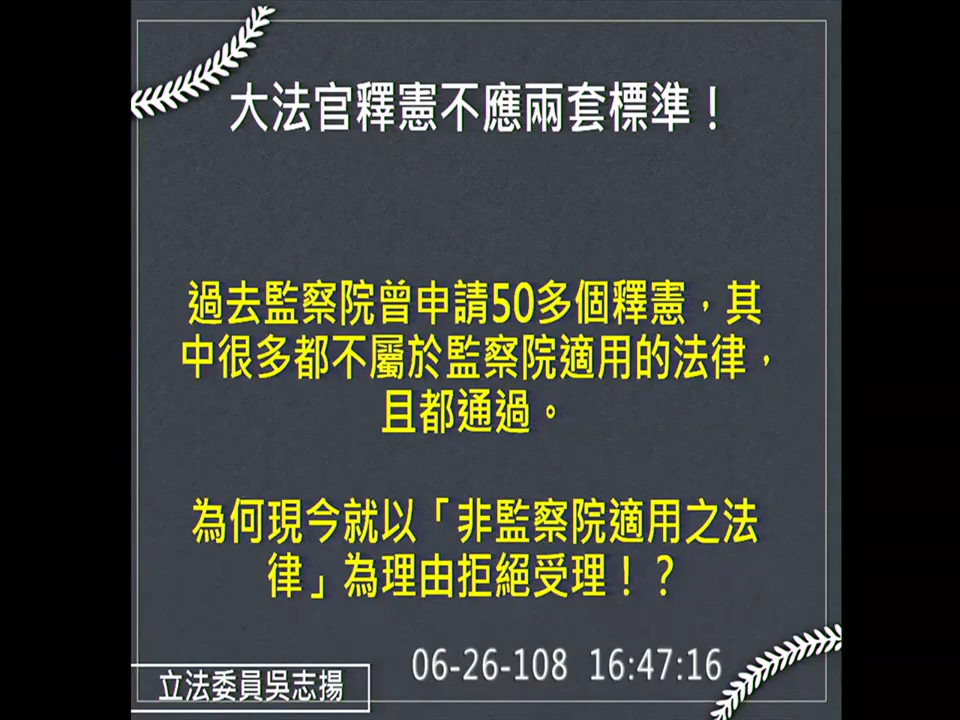 大法官釋憲不應兩套標準！
過去監察院曾申請50多個釋憲，其
中很多都不屬於監察院適用的法律，
且都通過。
為何現今就以「非監察院適用之法
律」為理由拒絕受理！？
06-26-108 16:47:16
立法委員吳志揚